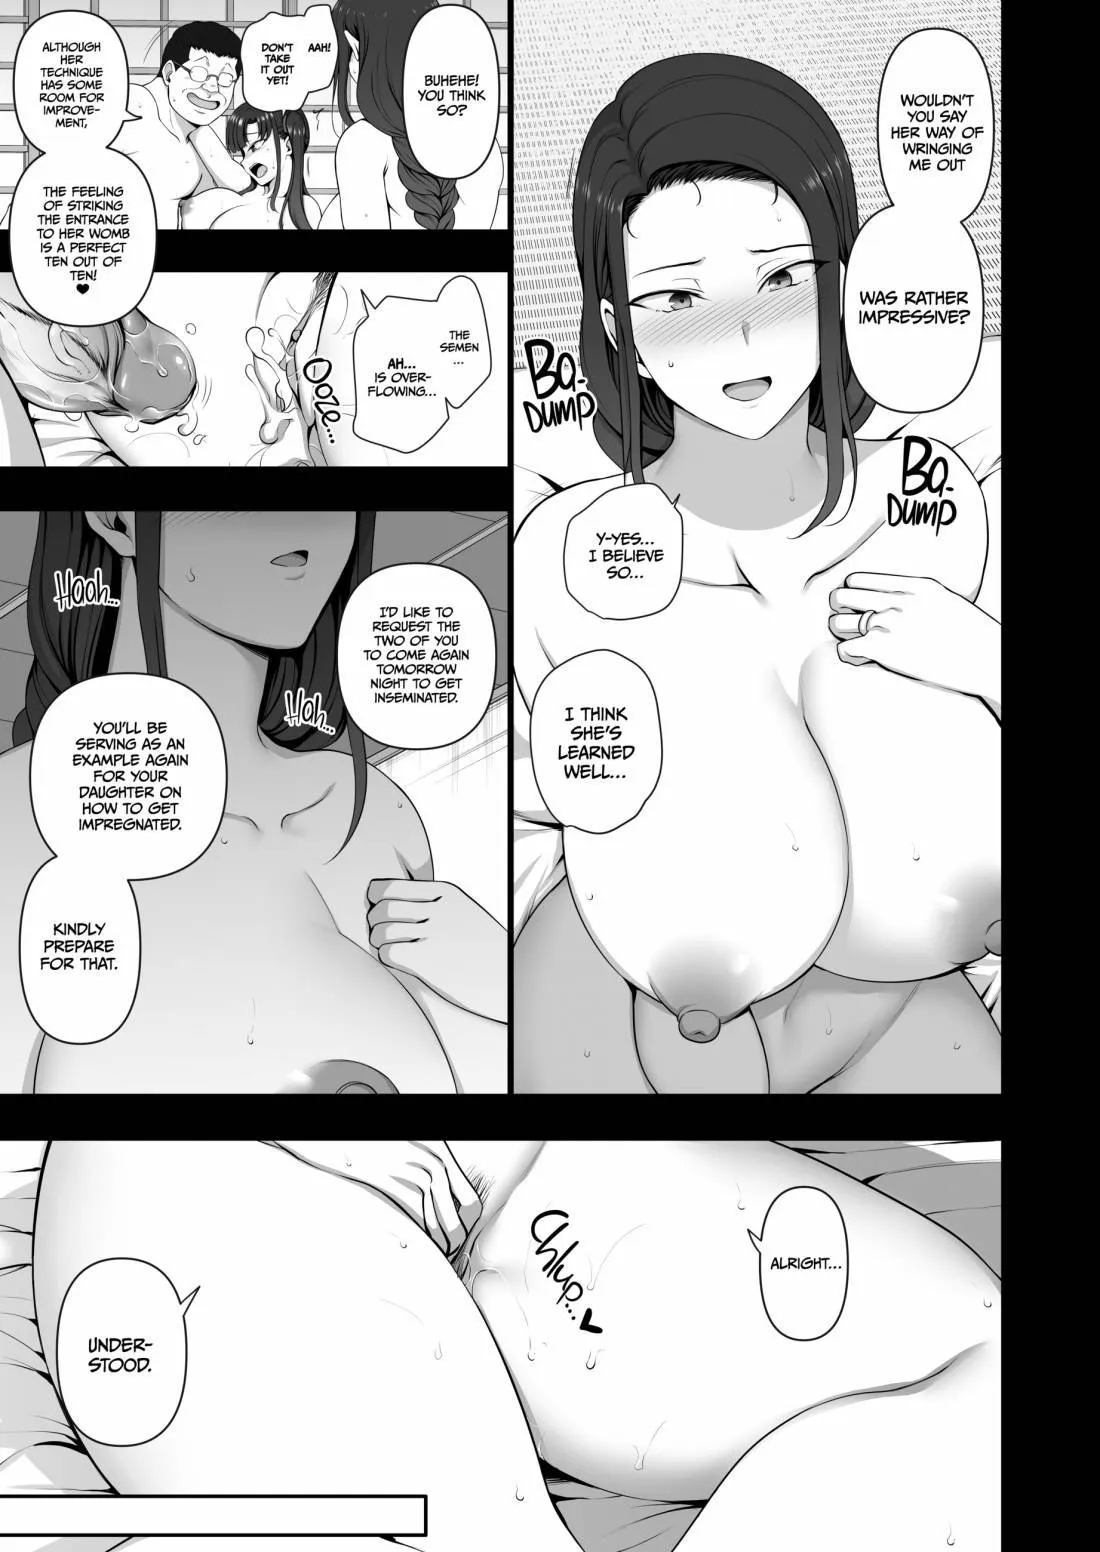 WOULDN'T
YOU SAY
HER WAY OF
WRINGING
ME OUT
WAS RATHER
IMPRESSIVE?
BA-
DUMP
BA-
DUMP
Y-YES...
I BELIEVE
SO...
I THINK
SHE'S
LEARNED
WELL...
BUHEHE!
YOU THINK
SO?
AAH!
DON'T
TAKE
IT OUT
YET!
ALTHOUGH
HER
TECHNIQUE
HAS SOME
ROOM FOR
IMPROVE-
MENT,
THE FEELING
OF STRIKING
THE ENTRANCE
TO HER WOMB
IS A PERFECT
TEN OUT OF
TEN!
♥
THE
SEMEN
...
AH...
IS OVER-
FLOWING...
OOZE...
HAAH...
HAH...
I'D LIKE TO
REQUEST THE
TWO OF YOU
TO COME AGAIN
TOMORROW
NIGHT TO GET
INSEMINATED.
YOU'LL BE
SERVING AS AN
EXAMPLE AGAIN
FOR YOUR
DAUGHTER ON
HOW TO GET
IMPREGNATED.
KINDLY
PREPARE
FOR THAT.
ALRIGHT...
CHLUP...♥
UNDER-
STOOD.